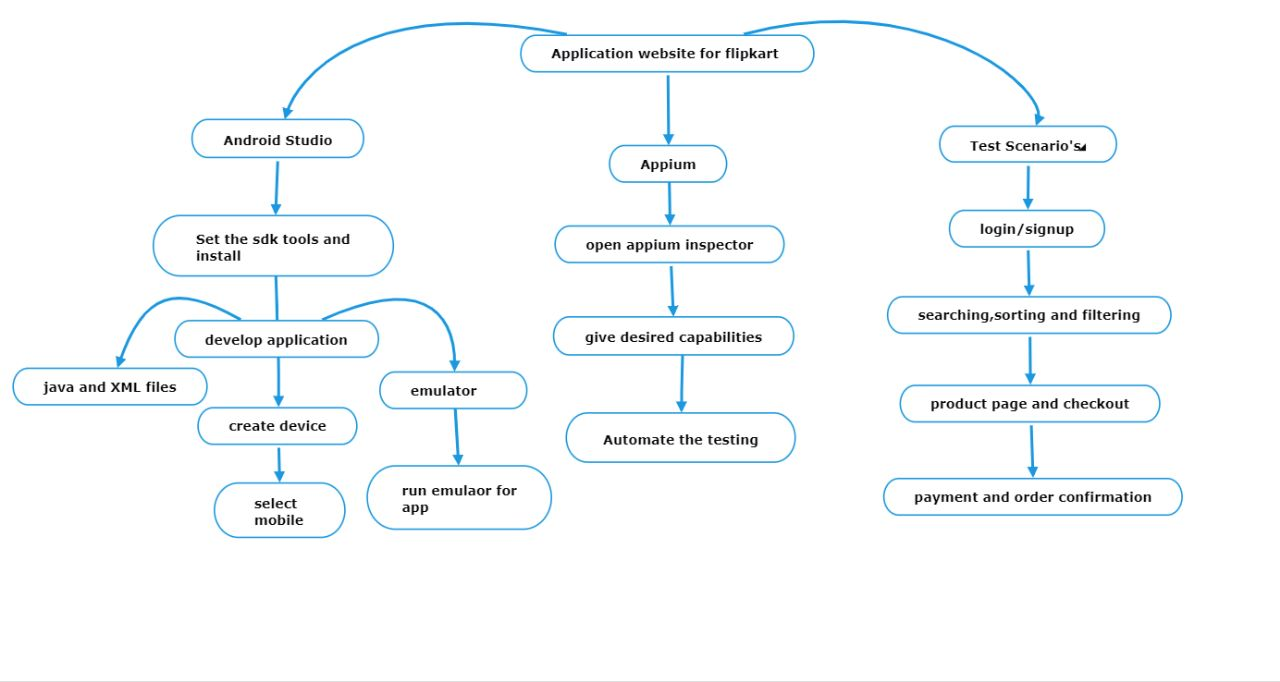 Application website for flipkart
Android Studio
Appium
Test Scenario's
Set the sdk tools and
install
open appium inspector
login/signup
develop application
give desired capabilities
searching,sorting and filtering
java and XML files
emulator
create device
Automate the testing
product page and checkout
select
mobile
run emulaor for
app
payment and order confirmation